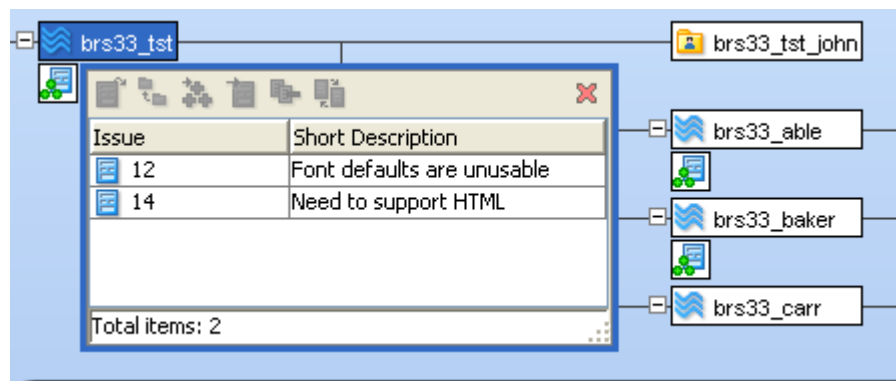 brs33_tst
brs33_tst_john
Issue Short Description
12 Font defaults are unusable
14 Need to support HTML
Total items: 2
brs33_able
brs33_baker
brs33_carr